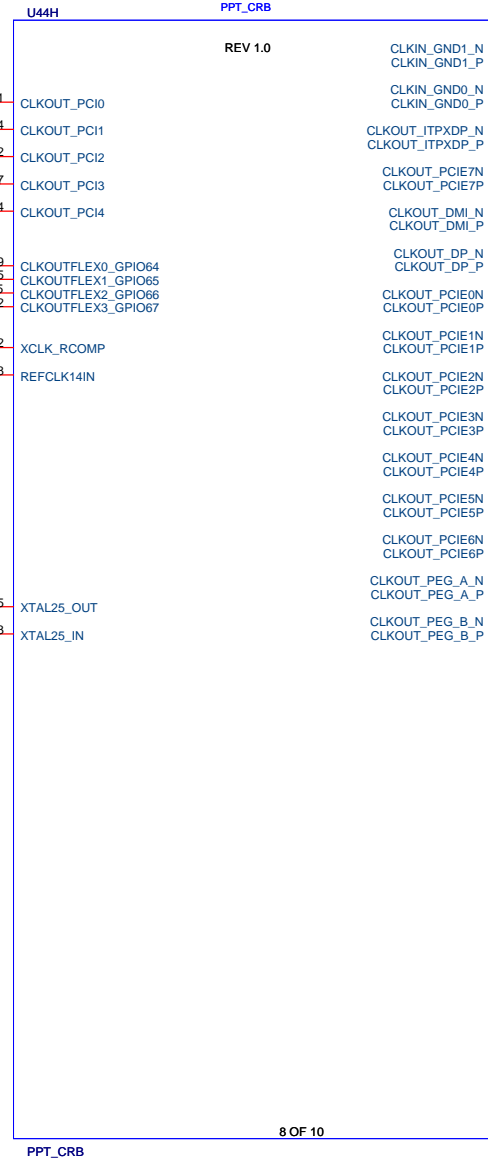 U44H
PPT_CRB
REV 1.0
CLKOUT_PCI0
CLKOUT_PCI1
CLKOUT_PCI2
CLKOUT_PCI3
CLKOUT_PCI4
CLKOUTFLEX0_GPIO64
CLKOUTFLEX1_GPIO65
CLKOUTFLEX2_GPIO66
CLKOUTFLEX3_GPIO67
XCLK_RCOMP
REFCLK14IN
XTAL25_OUT
XTAL25_IN
CLKIN_GND1_N
CLKIN_GND1_P
CLKIN_GND0_N
CLKIN_GND0_P
CLKOUT_ITPXDP_N
CLKOUT_ITPXDP_P
CLKOUT_PCIE7N
CLKOUT_PCIE7P
CLKOUT_DMI_N
CLKOUT_DMI_P
CLKOUT_DP_N
CLKOUT_DP_P
CLKOUT_PCIE0N
CLKOUT_PCIE0P
CLKOUT_PCIE1N
CLKOUT_PCIE1P
CLKOUT_PCIE2N
CLKOUT_PCIE2P
CLKOUT_PCIE3N
CLKOUT_PCIE3P
CLKOUT_PCIE4N
CLKOUT_PCIE4P
CLKOUT_PCIE5N
CLKOUT_PCIE5P
CLKOUT_PCIE6N
CLKOUT_PCIE6P
CLKOUT_PEG_A_N
CLKOUT_PEG_A_P
CLKOUT_PEG_B_N
CLKOUT_PEG_B_P
8 OF 10
PPT_CRB